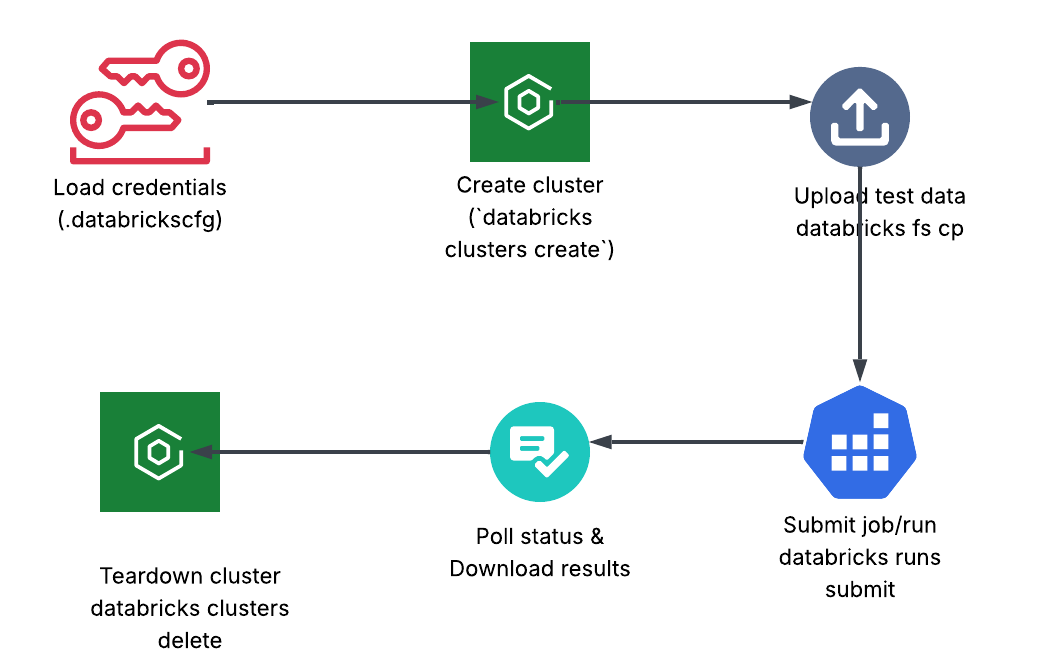 Load credentials
(.databrickscfg)
Create cluster
(`databricks
clusters create`)
Upload test data
databricks fs cp
Submit job/run
databricks runs
submit
Poll status &
Download results
Teardown cluster
databricks clusters
delete